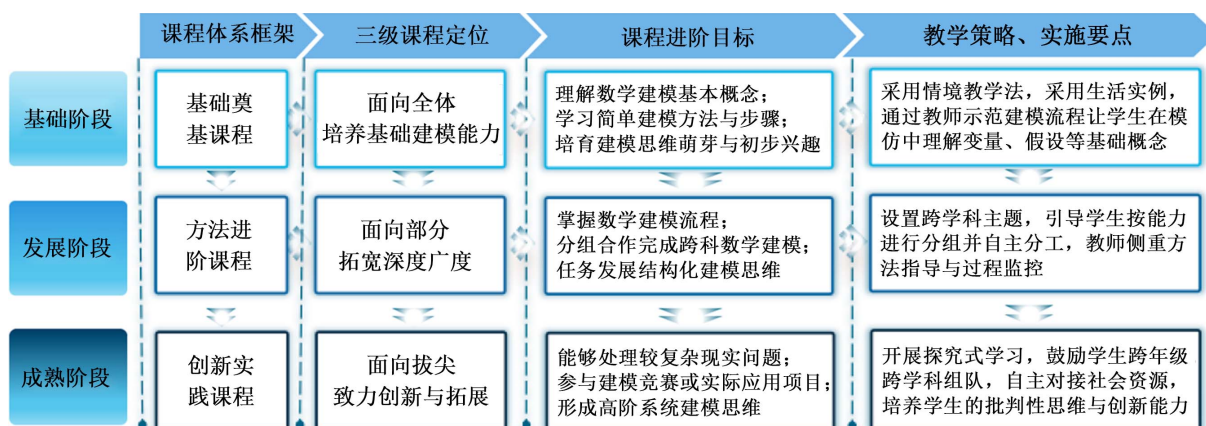 课程体系框架
三级课程定位
课程进阶目标
教学策略、实施要点
基础阶段
基础奠
基课程
面向全体
培养基础建模能力
理解数学建模基本概念；
学习简单建模方法与步骤；
培育建模思维萌芽与初步兴趣
采用情境教学法，采用生活实例，
通过教师示范建模流程让学生在模
仿中理解变量、假设等基础概念
发展阶段
方法进
阶课程
面向部分
拓宽深度广度
掌握数学建模流程；
分组合作完成跨科数学建模；
任务发展结构化建模思维
设置跨学科主题，引导学生按能力
进行分组并自主分工，教师侧重方
法指导与过程监控
成熟阶段
创新实
践课程
面向拔尖
致力创新与拓展
能够处理较复杂现实问题；
参与建模竞赛或实际应用项目；
形成高阶系统建模思维
开展探究式学习，鼓励学生跨年级
跨学科组队，自主对接社会资源，
培养学生的批判性思维与创新能力